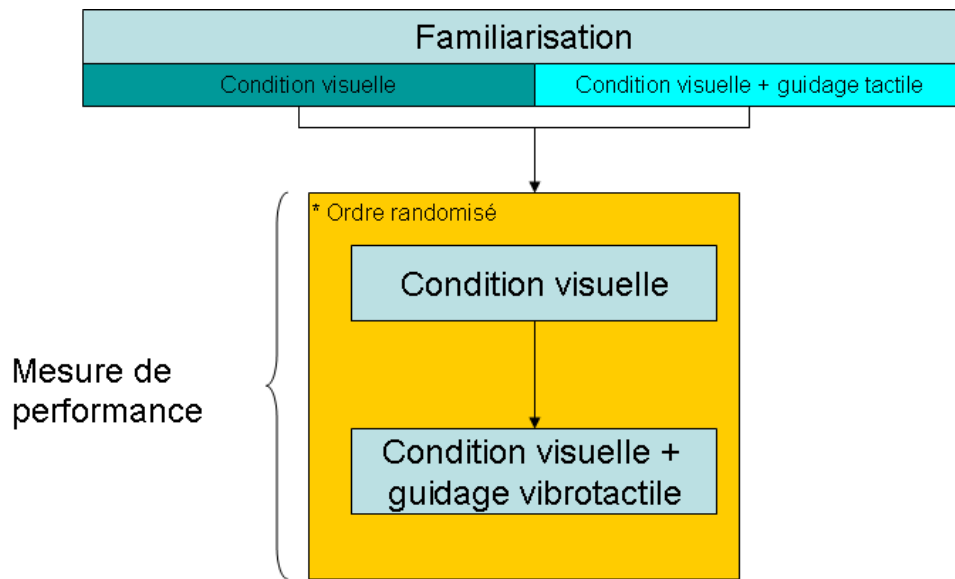 Familiarisation
Condition visuelle
Condition visuelle + guidage tactile
* Ordre randomisé
Condition visuelle
Mesure de
performance
Condition visuelle +
guidage vibrotactile